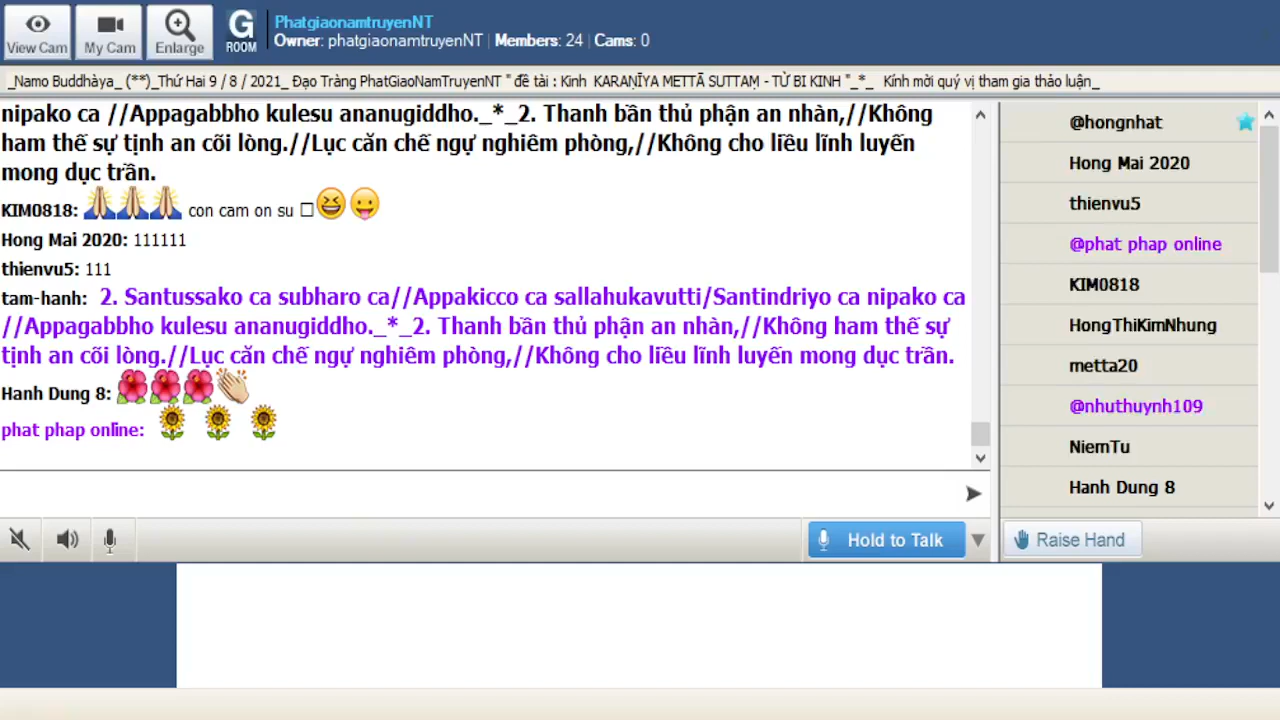 View Cam
My Cam
Enlarge
G
ROOM
PhatgiaonamtruyenNT
Owner: phatgiaonamtruyenNT | Members: 24 | Cams: 0
_Namo Buddhàya_ (**)_Thứ Hai 9 / 8 / 2021_ Đạo Tràng PhatGiaoNamTruyenNT " đề tài : Kinh KARAṆĪYA METTĀ SUTTAṂ - TỪ BI KINH "_*_ Kính mời quý vị tham gia thảo luận_
nipako ca //Appagabbho kulesu ananugiddho._*_2. Thanh bần thủ phận an nhàn,//Không
ham thế sự tịnh an cõi lòng.//Lục căn chế ngự nghiêm phòng,//Không cho liều lĩnh luyến
mong dục trần.
KIM0818: 🙏🙏🙏 con cam on su □😆😛
Hong Mai 2020: 111111
thienvu5: 111
tam-hanh: 2. Santussako ca subharo ca//Appakicco ca sallahukavutti/Santindriyo ca nipako ca
//Appagabbho kulesu ananugiddho._*_2. Thanh bần thủ phận an nhàn,//Không ham thế sự
tịnh an cõi lòng.//Lục căn chế ngự nghiêm phòng,//Không cho liều lĩnh luyến mong dục trần.
Hanh Dung 8: 🌺🌺🌺👏
phat phap online: 🌻 🌻 🌻
Hold to Talk
@hongnhat
Hong Mai 2020
thienvu5
@phat phap online
KIM0818
HongThiKimNhung
metta20
@nhuthuynh109
NiemTu
Hanh Dung 8
Raise Hand